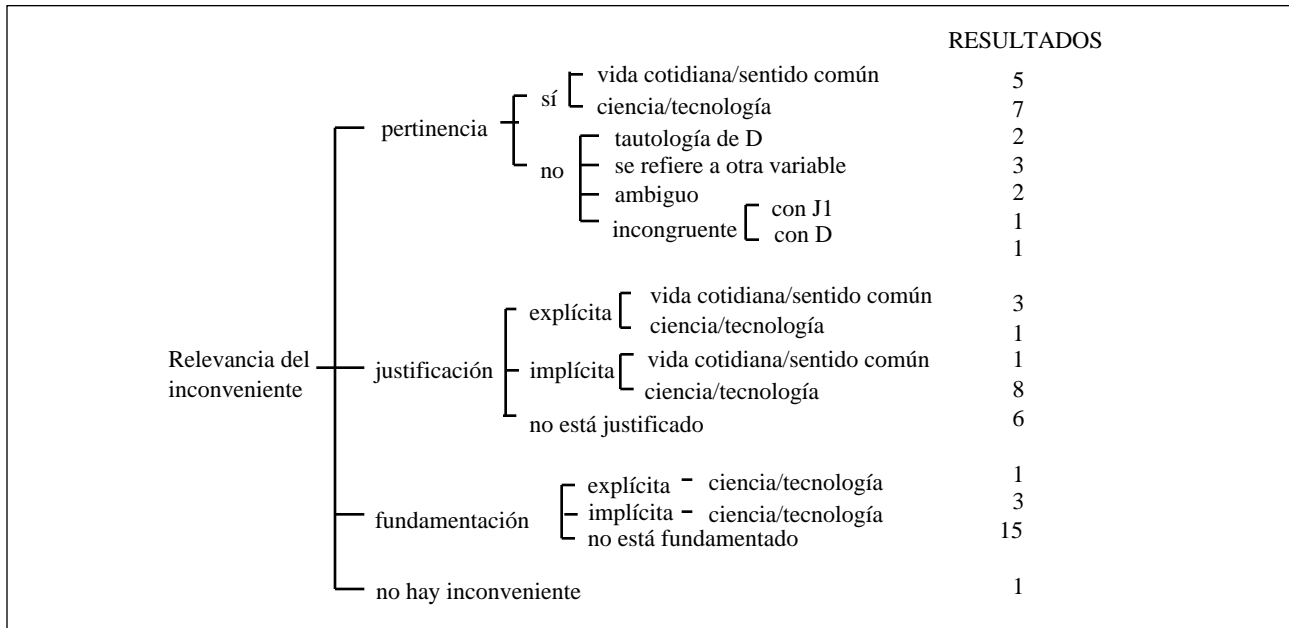 RESULTADOS
vida cotidiana/sentido común 5
sí
ciencia/tecnología 7
pertinencia
tautología de D 2
se refiere a otra variable 3
no
ambiguo 2
con J1 1
incongruente
con D 1
vida cotidiana/sentido común 3
explícita
ciencia/tecnología 1
Relevancia del
inconveniente
justificación
vida cotidiana/sentido común 1
implícita
ciencia/tecnología 8
no está justificado 6
explícita – ciencia/tecnología 1
fundamentación
implícita – ciencia/tecnología 3
no está fundamentado 15
no hay inconveniente 1